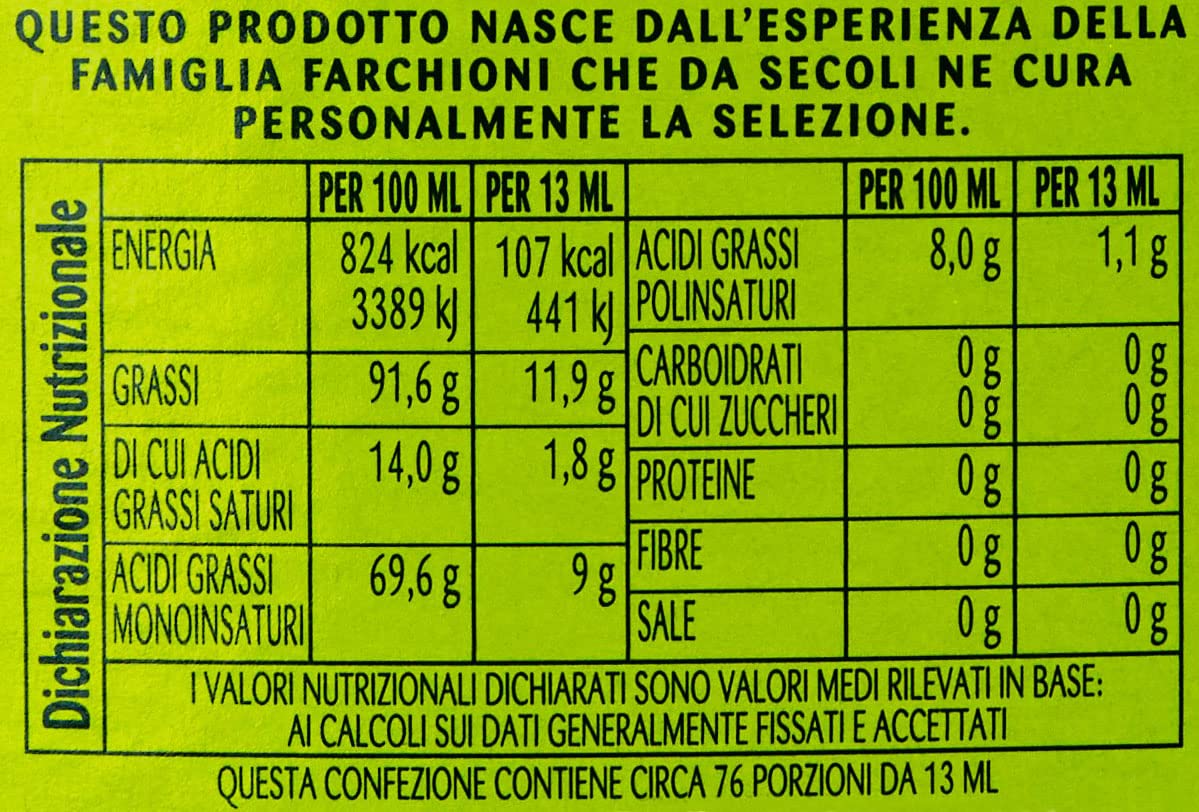 QUESTO PRODOTTO NASCE DALL'ESPERIENZA DELLA
FAMIGLIA FARCHIONI CHE DA SECOLI NE CURA
PERSONALMENTE LA SELEZIONE.
Dichiarazione Nutrizionale
PER 100 ML PER 13 ML
ENERGIA 824 kcal 107 kcal
3389 kJ 441 kJ
GRASSI 91,6 g 11,9 g
DI CUI ACIDI 14,0 g 1,8 g
GRASSI SATURI
ACIDI GRASSI 69,6 g 9 g
MONOINSATURI
PER 100 ML PER 13 ML
ACIDI GRASSI 8,0 g 1,1 g
POLINSATURI
CARBOIDRATI 0 g 0 g
DI CUI ZUCCHERI 0 g 0 g
PROTEINE 0 g 0 g
FIBRE 0 g 0 g
SALE 0 g 0 g
I VALORI NUTRIZIONALI DICHIARATI SONO VALORI MEDI RILEVATI IN BASE:
AI CALCOLI SUI DATI GENERALMENTE FISSATI E ACCETTATI
QUESTA CONFEZIONE CONTIENE CIRCA 76 PORZIONI DA 13 ML